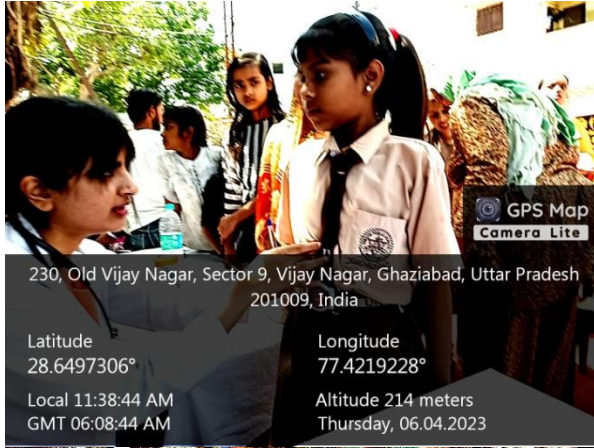 GPS Map
Camera Lite
230, Old Vijay Nagar, Sector 9, Vijay Nagar, Ghaziabad, Uttar Pradesh
201009, India
Latitude
28.6497306°
Longitude
77.4219228°
Local 11:38:44 AM
GMT 06:08:44 AM
Altitude 214 meters
Thursday, 06.04.2023